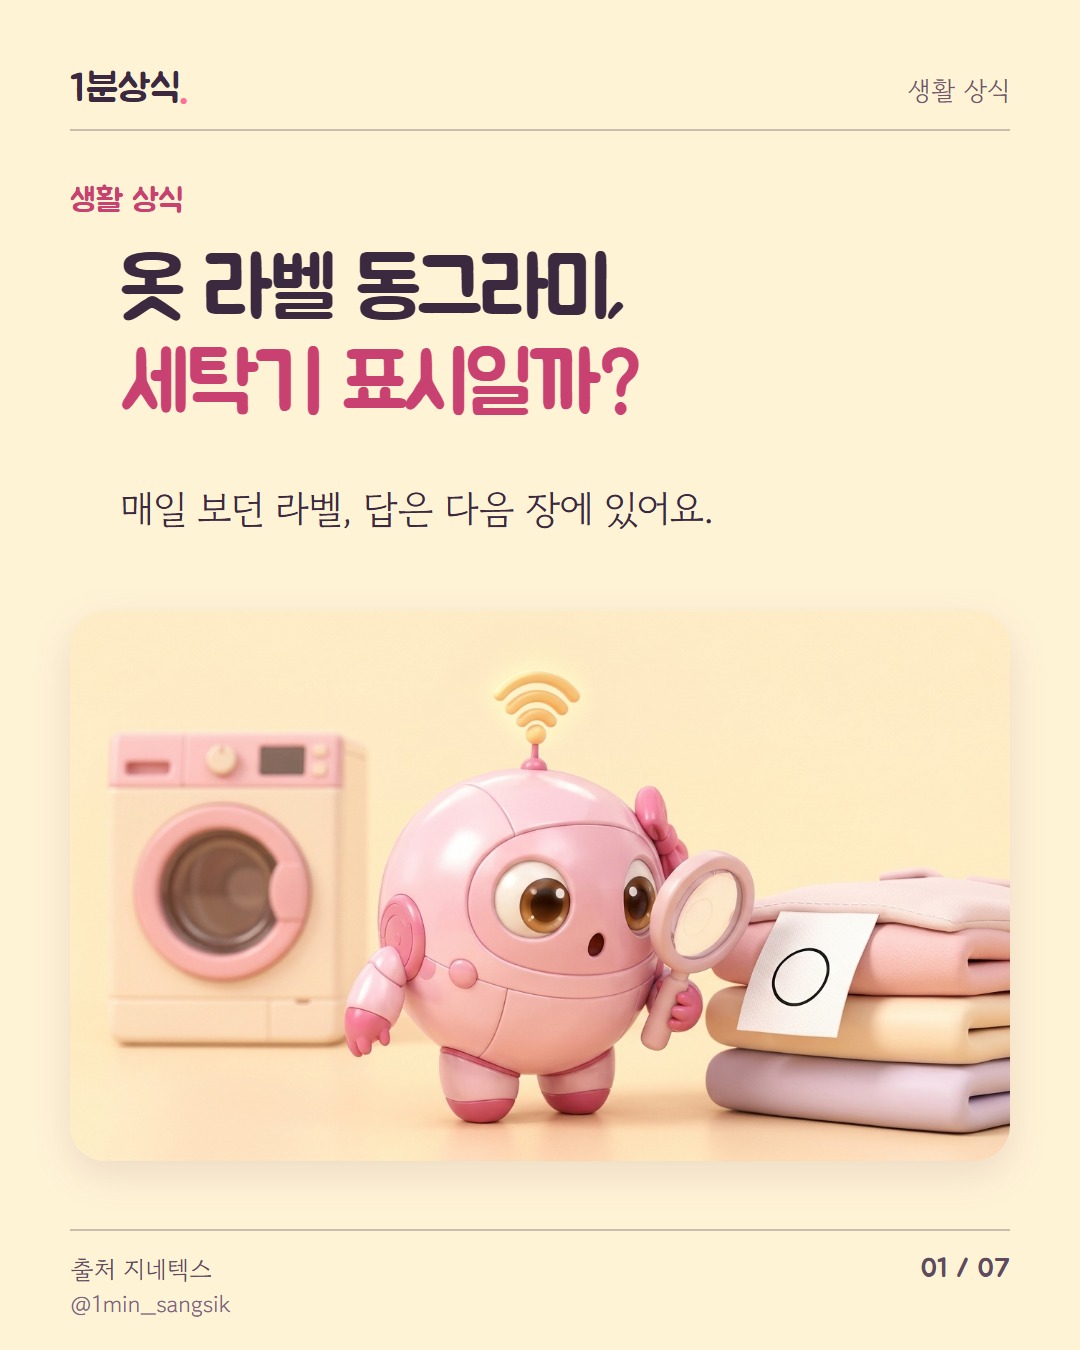 1분상식.
생활 상식
생활 상식
옷 라벨 동그라미,
세탁기 표시일까?
매일 보던 라벨, 답은 다음 장에 있어요.
출처 지네텍스
@1min_sangsik
01 / 07